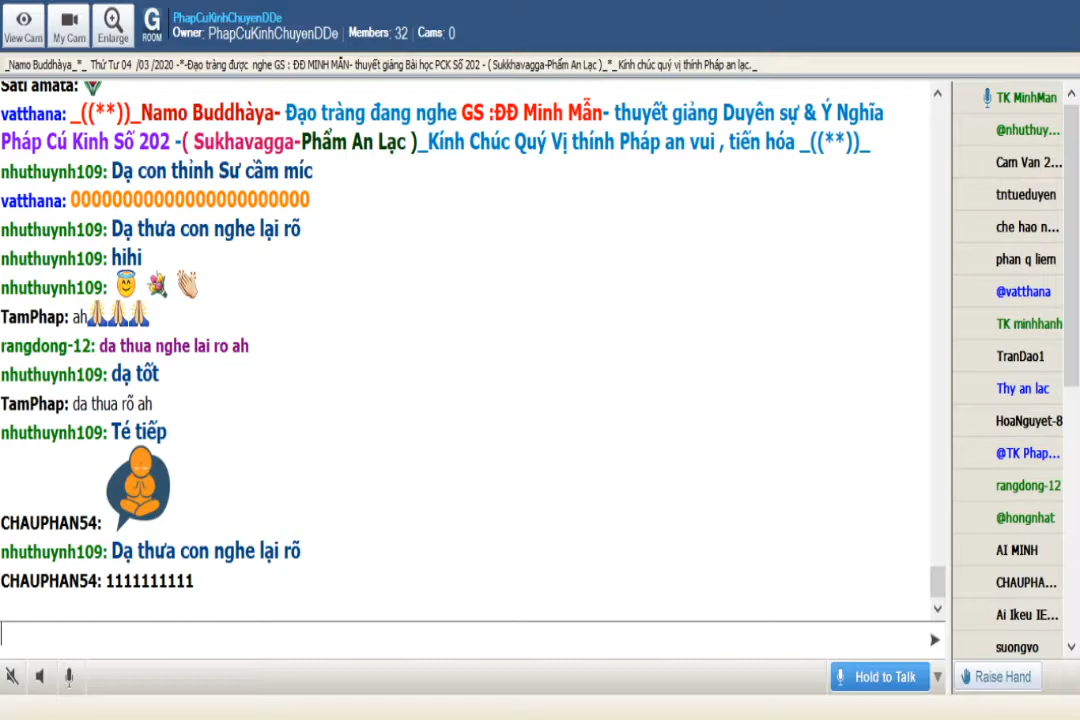 View Cam
My Cam
Enlarge
G
ROOM
PhapCuKinhChuyenDDe
Owner: PhapCuKinhChuyenDDe | Members: 32 | Cams: 0
_Namo Buddhàya_*_ Thứ Tư 04 /03 /2020 -*-Đạo tràng được nghe GS : ĐĐ MINH MẪN- thuyết giảng Bài học PCK Số 202 - ( Sukkhavagga-Phẩm An Lạc )_*_Kính chúc quý vị thính Pháp an lạc._
Sati amata:
vatthana: _((**))_Namo Buddhàya- Đạo tràng đang nghe GS :ĐĐ Minh Mẫn- thuyết giảng Duyên sự & Ý Nghĩa
Pháp Cú Kinh Số 202 -( Sukhavagga-Phẩm An Lạc )_Kính Chúc Quý Vị thính Pháp an vui , tiến hóa _((**))_
nhuthuynh109: Dạ con thỉnh Sư cầm míc
vatthana: 00000000000000000000000
nhuthuynh109: Dạ thưa con nghe lại rõ
nhuthuynh109: hihi
nhuthuynh109:
TamPhap: ah
rangdong-12: da thua nghe lai ro ah
nhuthuynh109: dạ tốt
TamPhap: da thua rõ ah
nhuthuynh109: Té tiếp
CHAUPHAN54:
nhuthuynh109: Dạ thưa con nghe lại rõ
CHAUPHAN54: 1111111111
TK MinhMan
@nhuthuy...
Cam Van 2...
tntueduyen
che hao n...
phan q liem
@vatthana
TK minhhanh
TranDao1
Thy an lac
HoaNguyet-8
@TK Phap...
rangdong-12
@hongnhat
AI MINH
CHAUPHA...
Ai Ikeu IE...
suongvo
Hold to Talk
Raise Hand